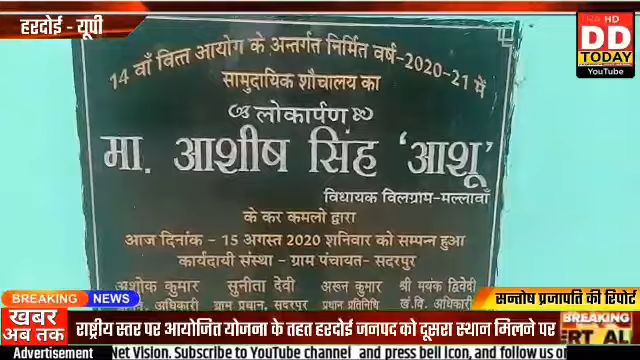 हरदोई - यूपी
HD
DD
TODAY
YouTube
14 वाँ वित्त आयोग के अन्तर्गत निर्मित वर्ष-2020-21 में
सामुदायिक शौचालय का
लोकार्पण
मा. आशीष सिंह 'आशू'
विधायक विलग्राम-मल्लावाँ
के कर कमलो द्वारा
आज दिनांक - 15 अगस्त 2020 शनिवार को सम्पन्न हुआ
कार्यदायी संस्था - ग्राम पंचायत- सदरपुर
अशोक कुमार सुनीता देवी अरुन कुमार श्री मयंक द्विवेदी
अधिकारी ग्राम प्रधान, सदरपुर प्रधान प्रतिनिधि खं.वि. अधिकारी
BREAKING NEWS
सन्तोष प्रजापति की रिपोर्ट
खबर अब तक
राष्ट्रीय स्तर पर आयोजित योजना के तहत हरदोई जनपद को दूसरा स्थान मिलने पर
BREAKING
ERT AL
Advertisement
Net Vision. Subscribe to YouTube channel and press bell icon, and follow us o